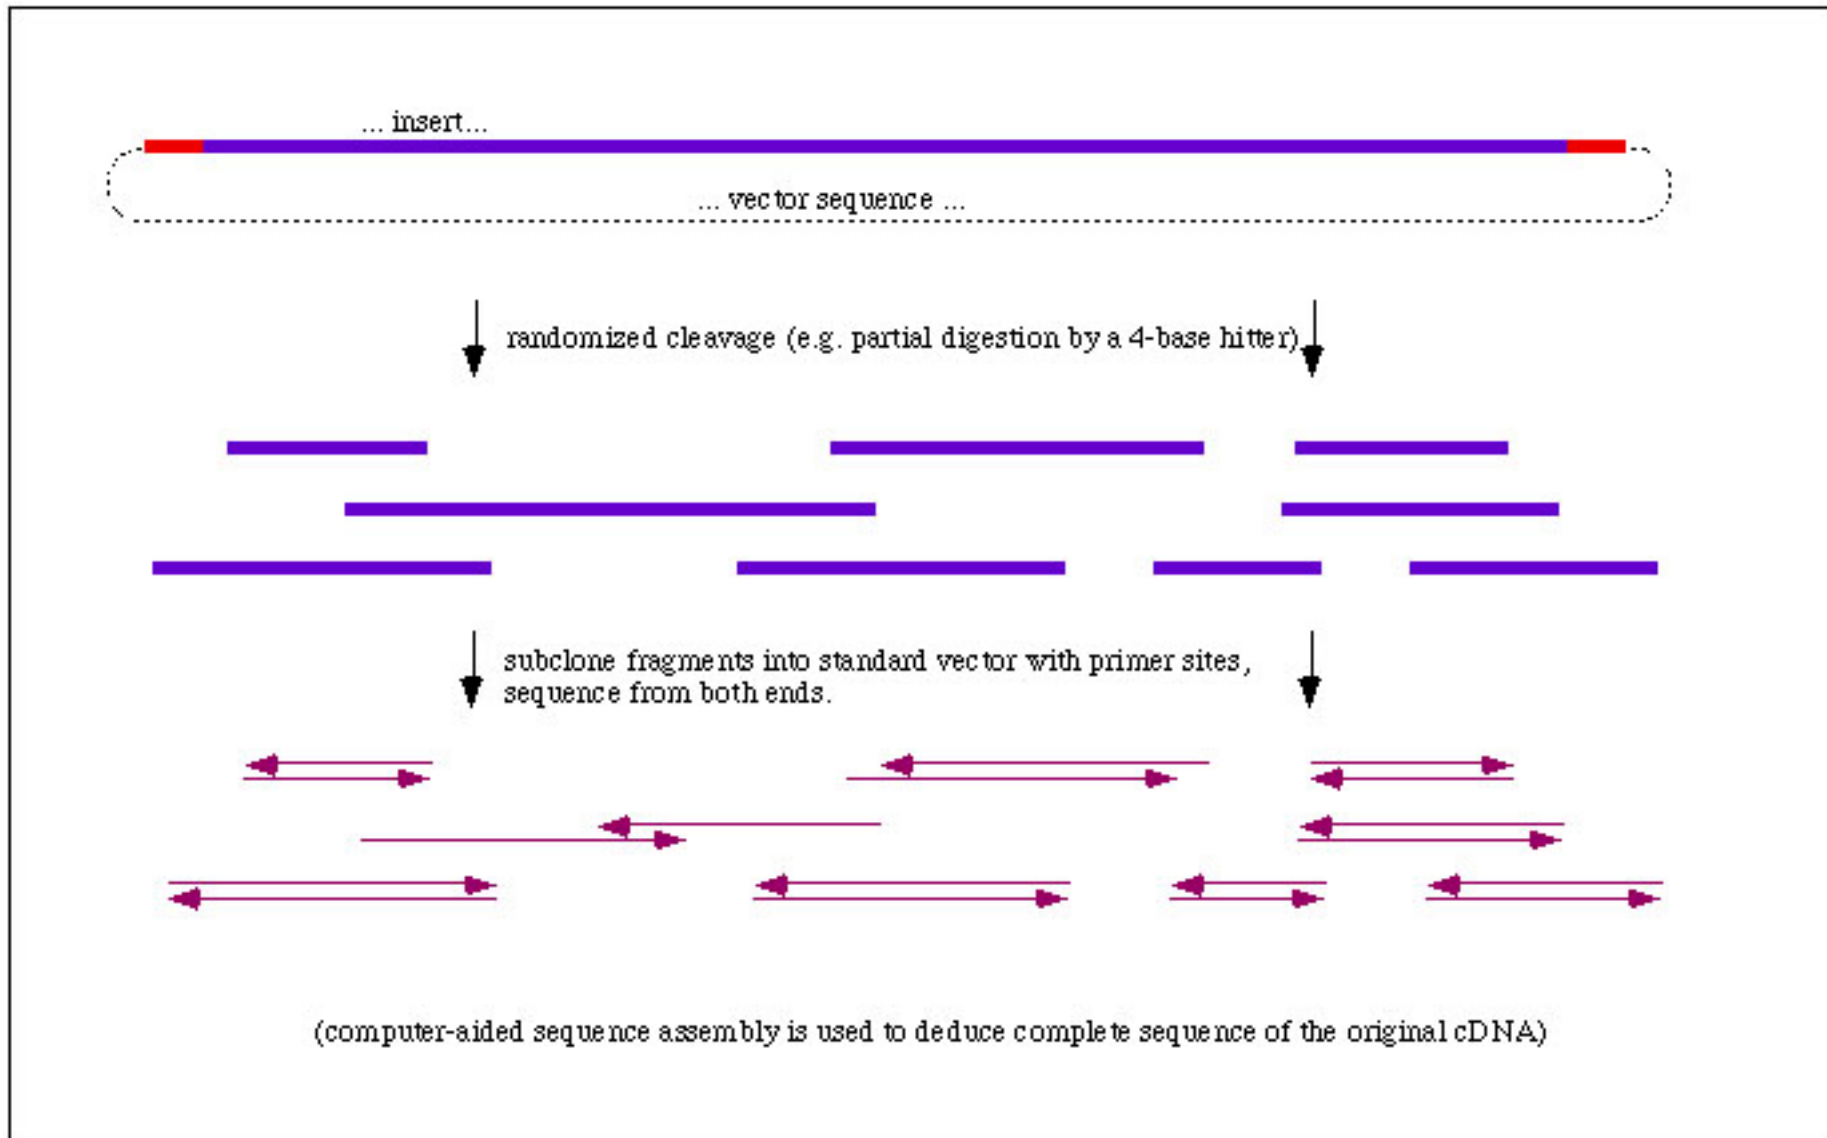 ... insert...
... vector sequence ...
randomized cleavage (e.g. partial digestion by a 4-base hitter)
subclone fragments into standard vector with primer sites,
sequence from both ends.
(computer-aided sequence assembly is used to deduce complete sequence of the original cDNA)